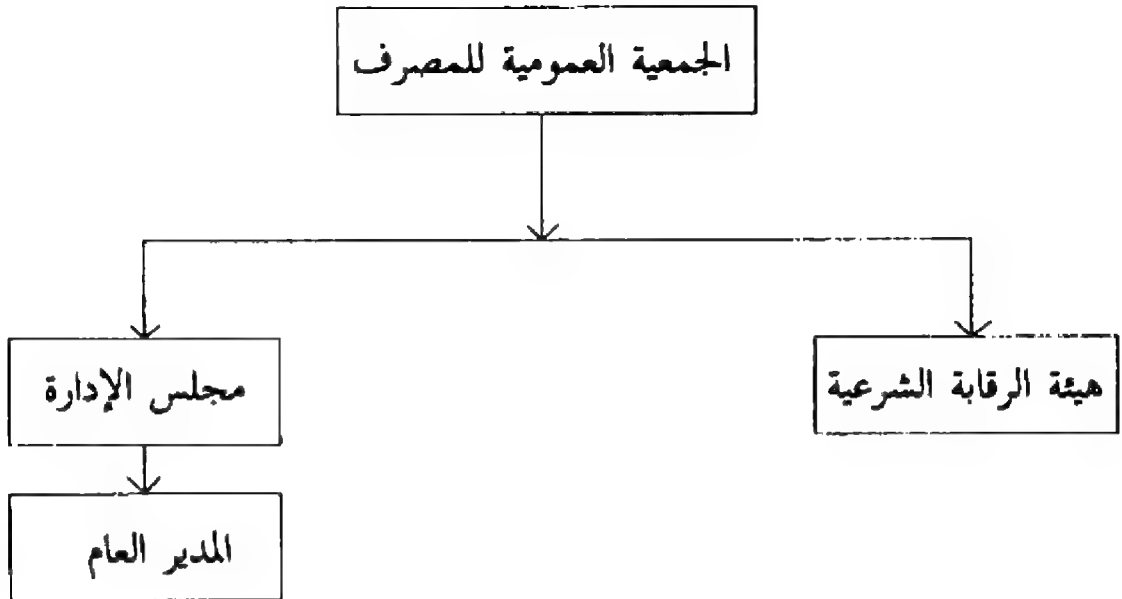 الجمعية العمومية للمصرف
هيئة الرقابة الشرعية
مجلس الإدارة
المدير العام